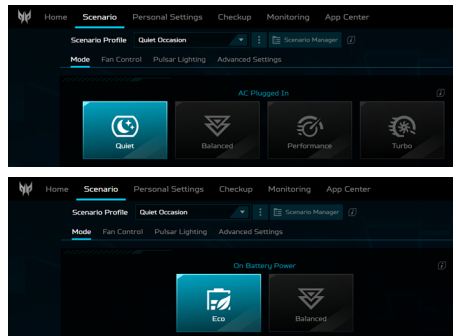 Home Scenario Personal Settings Checkup Monitoring App Center
Scenario Profile Quiet Occasion Scenario Manager
Mode Fan Control Pulsar Lighting Advanced Settings
AC Plugged In
Quiet Balanced Performance Turbo
Home Scenario Personal Settings Checkup Monitoring App Center
Scenario Profile Quiet Occasion Scenario Manager
Mode Fan Control Pulsar Lighting Advanced Settings
On Battery Power
Eco Balanced